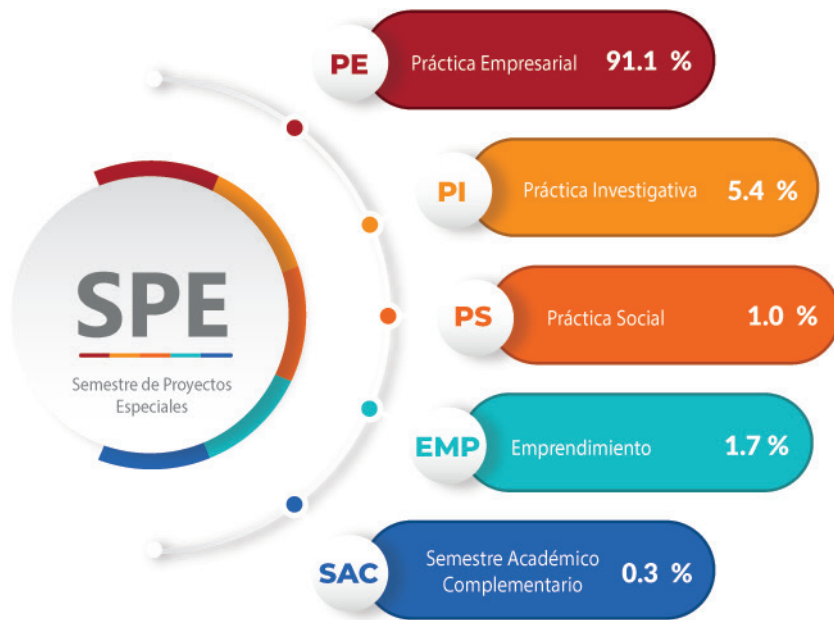 PE Práctica Empresarial 91.1 %
PI Práctica Investigativa 5.4 %
SPE
Semestre de Proyectos
Especiales
PS Práctica Social 1.0 %
EMP Emprendimiento 1.7 %
SAC Semestre Académico
Complementario 0.3 %